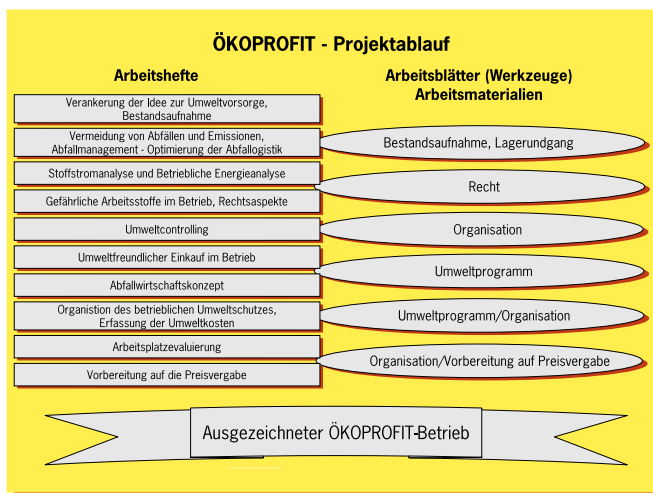 ÖKOPROFIT - Projektablauf
Arbeitshefte
Verankerung der Idee zur Umweltvorsorge,
Bestandsaufnahme
Vermeidung von Abfällen und Emissionen,
Abfallmanagement - Optimierung der Abfallogistik
Stoffstromanalyse und Betriebliche Energieanalyse
Gefährliche Arbeitsstoffe im Betrieb, Rechtsaspekte
Umweltcontrolling
Umweltfreundlicher Einkauf im Betrieb
Abfallwirtschaftskonzept
Organistion des betrieblichen Umweltschutzes,
Erfassung der Umweltkosten
Arbeitsplatzevaluierung
Vorbereitung auf die Preisvergabe
Arbeitsblätter (Werkzeuge)
Arbeitsmaterialien
Bestandsaufnahme, Lagerundgang
Recht
Organisation
Umweltprogramm
Umweltprogramm/Organisation
Organisation/Vorbereitung auf Preisvergabe
Ausgezeichneter ÖKOPROFIT-Betrieb